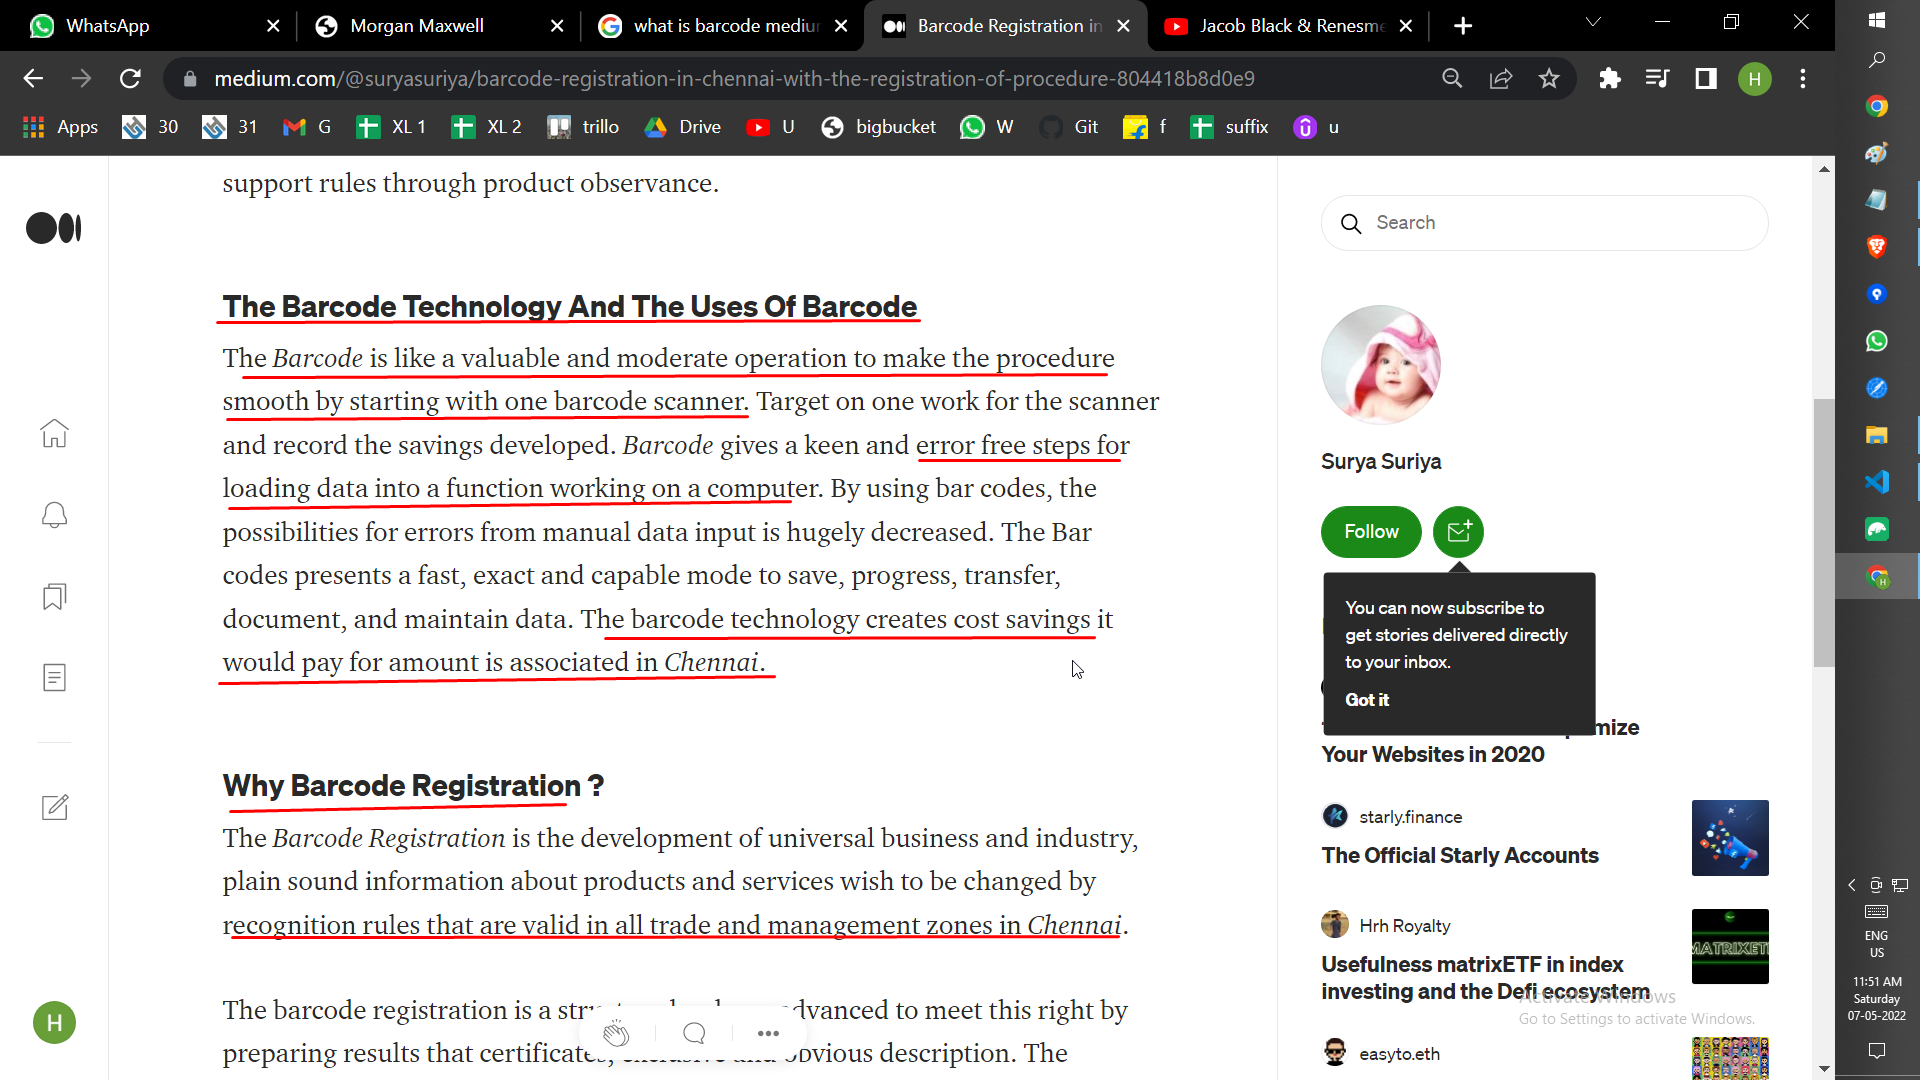 WhatsApp
Morgan Maxwell
what is barcode mediur
Barcode Registration in
Jacob Black & Renesme
medium.com/@suryasuriya/barcode-registration-in-chennai-with-the-registration-of-procedure-804418b8d0e9
H
Apps
30
31
G
XL 1
XL 2
trillo
Drive
U
bigbucket
W
Git
f
suffix
u
support rules through product observance.
The Barcode Technology And The Uses Of Barcode
The Barcode is like a valuable and moderate operation to make the procedure
smooth by starting with one barcode scanner. Target on one work for the scanner
and record the savings developed. Barcode gives a keen and error free steps for
loading data into a function working on a computer. By using bar codes, the
possibilities for errors from manual data input is hugely decreased. The Bar
codes presents a fast, exact and capable mode to save, progress, transfer,
document, and maintain data. The barcode technology creates cost savings it
would pay for amount is associated in Chennai.
Why Barcode Registration ?
The Barcode Registration is the development of universal business and industry,
plain sound information about products and services wish to be changed by
recognition rules that are valid in all trade and management zones in Chennai.
The barcode registration is a dvanced to meet this right by
preparing results that certificates, obvious description. The
H
Search
Surya Suriya
Follow
You can now subscribe to
get stories delivered directly
to your inbox.
Got it
mize
Your Websites in 2020
starly.finance
The Official Starly Accounts
Hrh Royalty
Usefulness matrixETF in index
investing and the Defi ecosystem
MATRIXET
easyto.eth
Activate Windows
Go to Settings to activate Windows.
ENG
US
11:51 AM
Saturday
07-05-2022